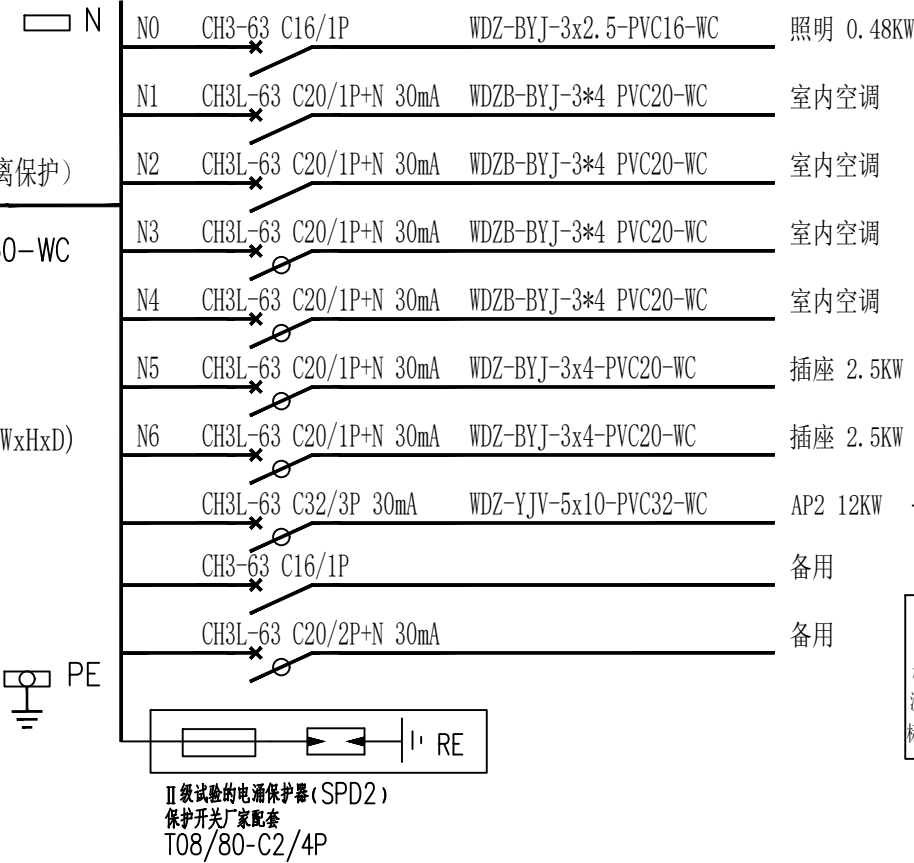 N
N0 CH3-63 C16/1P WDZ-BYJ-3x2.5-PVC16-WC 照明 0.48KW
N1 CH3L-63 C20/1P+N 30mA WDZB-BYJ-3*4 PVC20-WC 室内空调
离保护)
N2 CH3L-63 C20/1P+N 30mA WDZB-BYJ-3*4 PVC20-WC 室内空调
0-WC
N3 CH3L-63 C20/1P+N 30mA WDZB-BYJ-3*4 PVC20-WC 室内空调
N4 CH3L-63 C20/1P+N 30mA WDZB-BYJ-3*4 PVC20-WC 室内空调
N5 CH3L-63 C20/1P+N 30mA WDZ-BYJ-3x4-PVC20-WC 插座 2.5KW
WxHxD)
N6 CH3L-63 C20/1P+N 30mA WDZ-BYJ-3x4-PVC20-WC 插座 2.5KW
CH3L-63 C32/3P 30mA WDZ-YJV-5x10-PVC32-WC AP2 12KW
CH3-63 C16/1P 备用
CH3L-63 C20/2P+N 30mA 备用
PE
RE
Ⅱ级试验的电涌保护器(SPD2)
保护开关厂家配套
T08/80-C2/4P